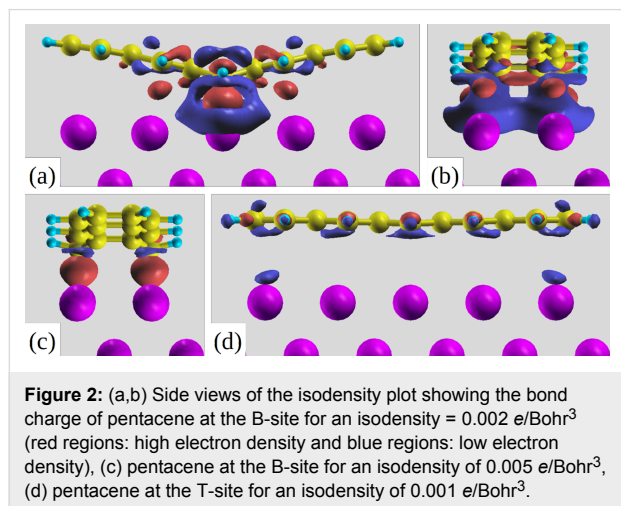 (a)
(b)
(c)
(d)
Figure 2: (a,b) Side views of the isodensity plot showing the bond
charge of pentacene at the B-site for an isodensity = 0.002 e/Bohr³
(red regions: high electron density and blue regions: low electron
density), (c) pentacene at the B-site for an isodensity of 0.005 e/Bohr³,
(d) pentacene at the T-site for an isodensity of 0.001 e/Bohr³.